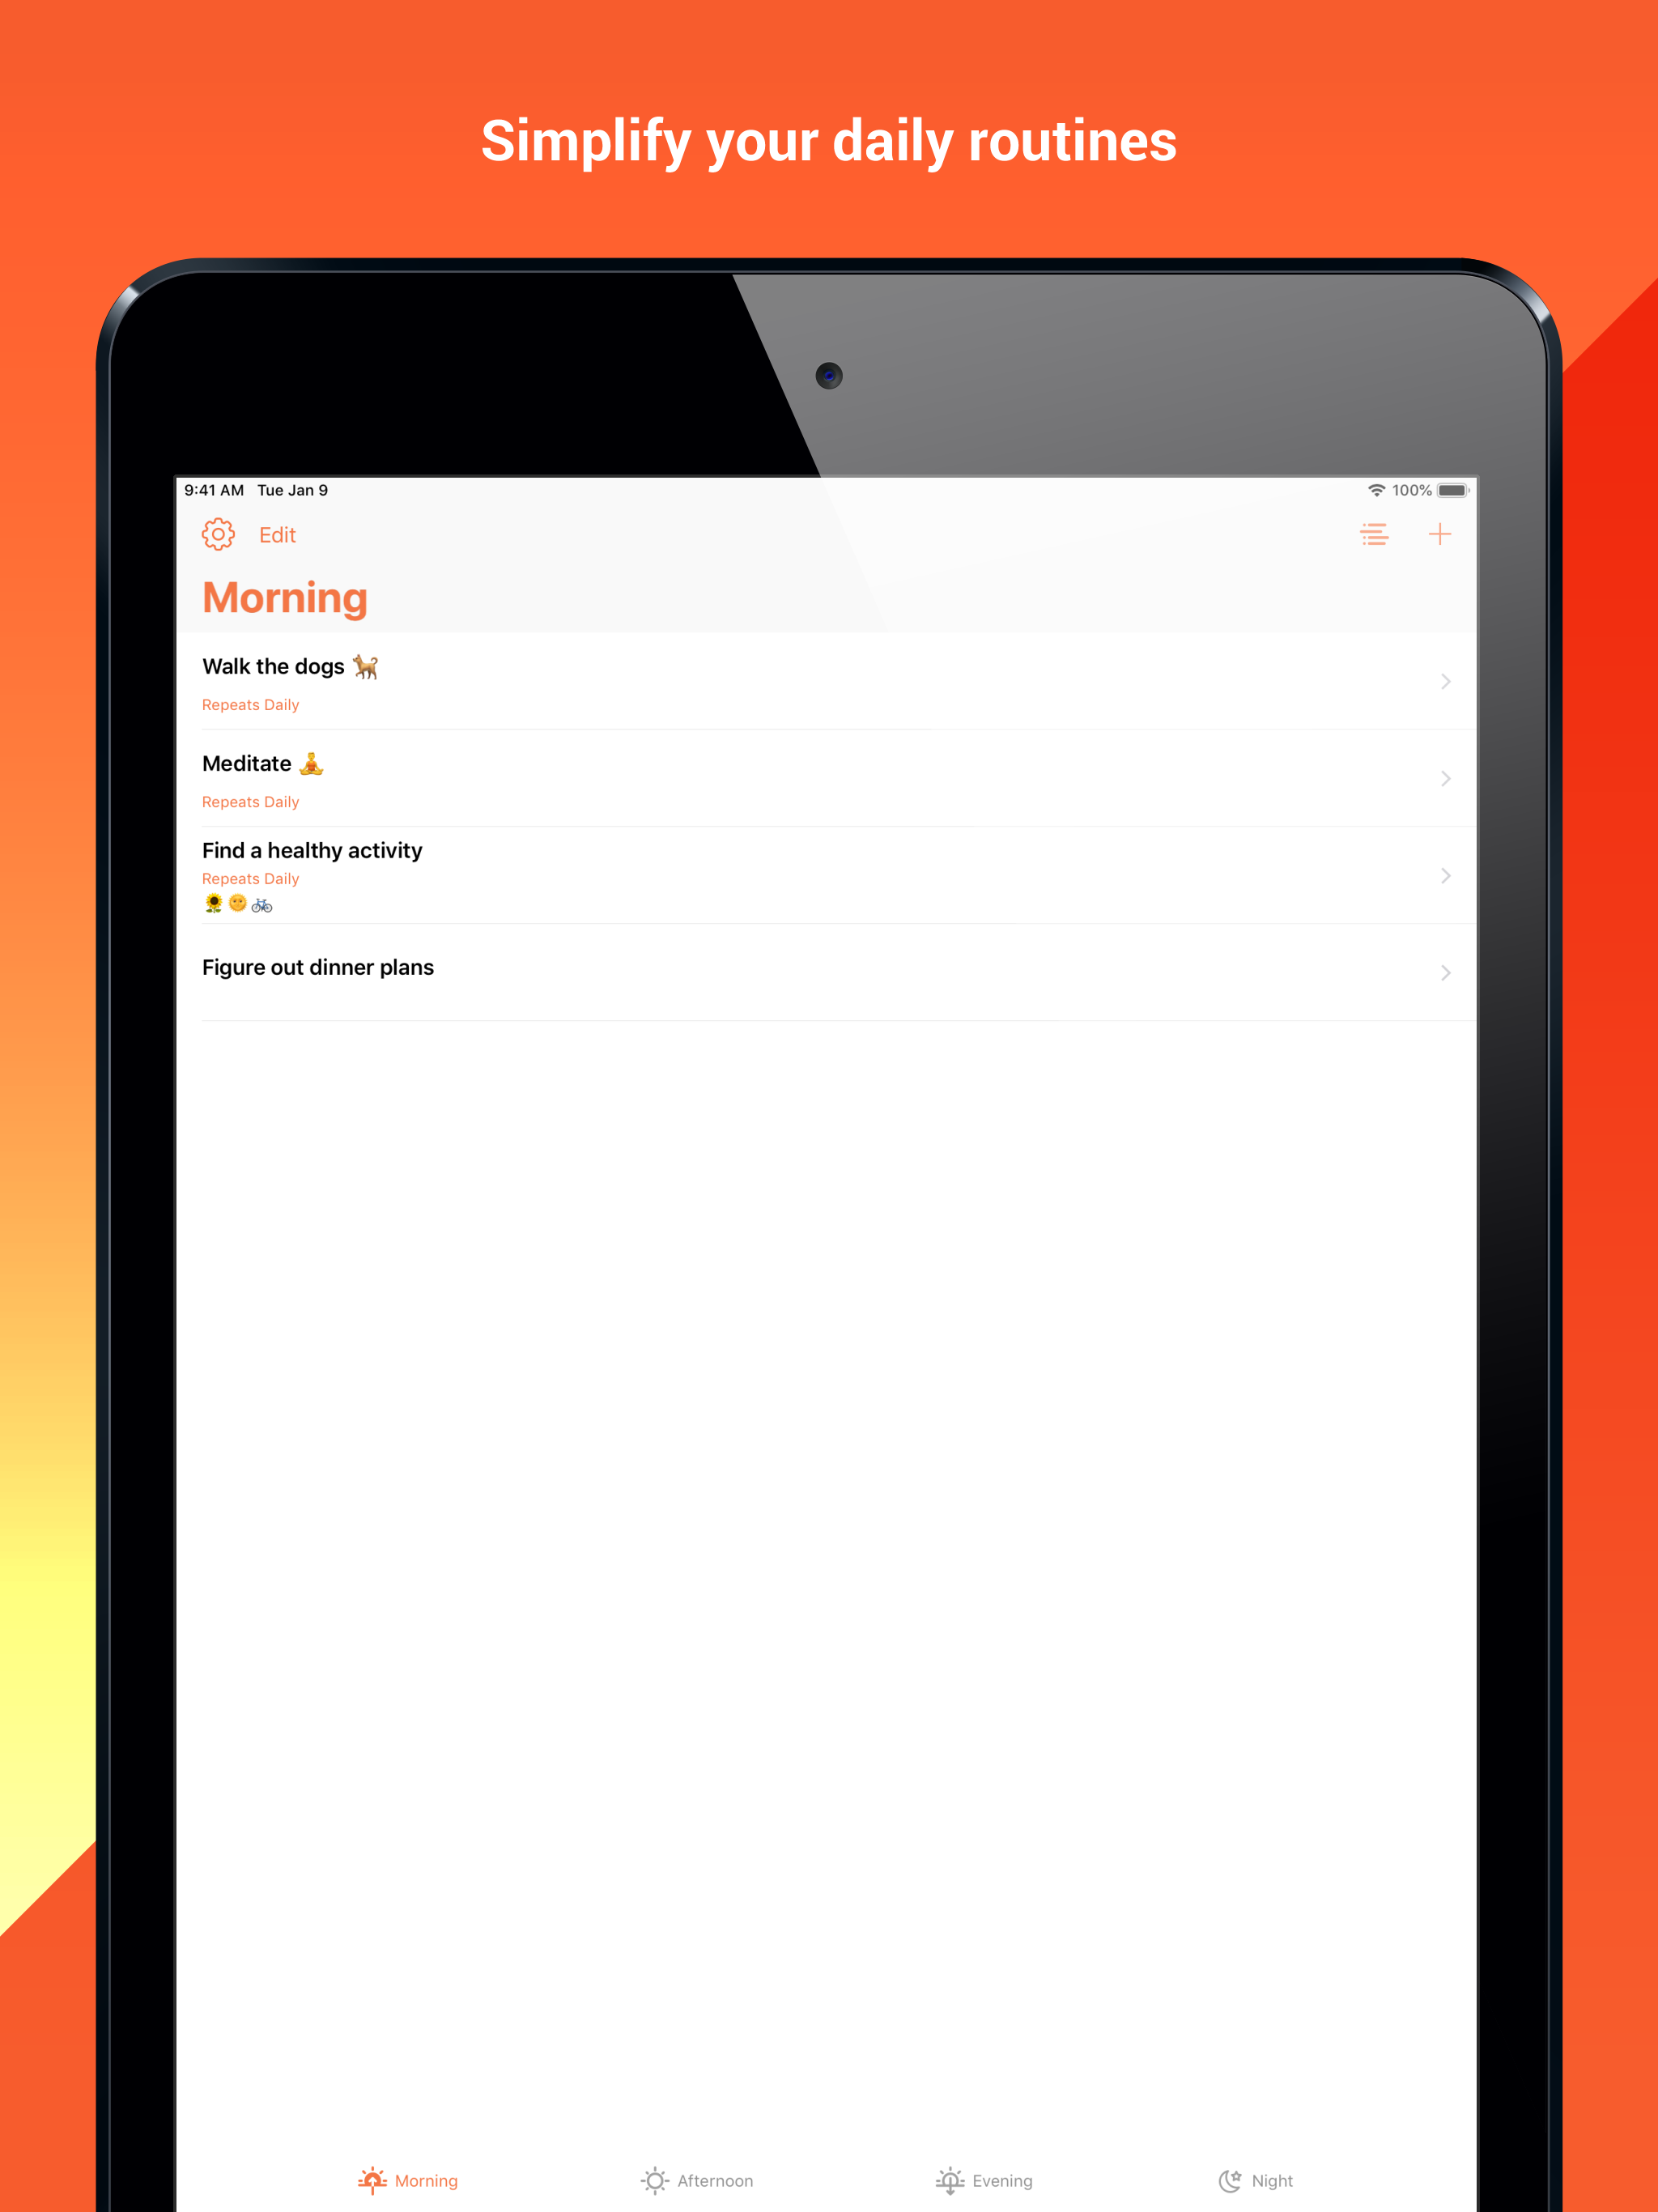 Simplify your daily routines
9:41 AM Tue Jan 9 100%
Edit
Morning
Walk the dogs 🐕
Repeats Daily
Meditate 🧘
Repeats Daily
Find a healthy activity
Repeats Daily
🌻🌞🚲
Figure out dinner plans
Morning Afternoon Evening Night